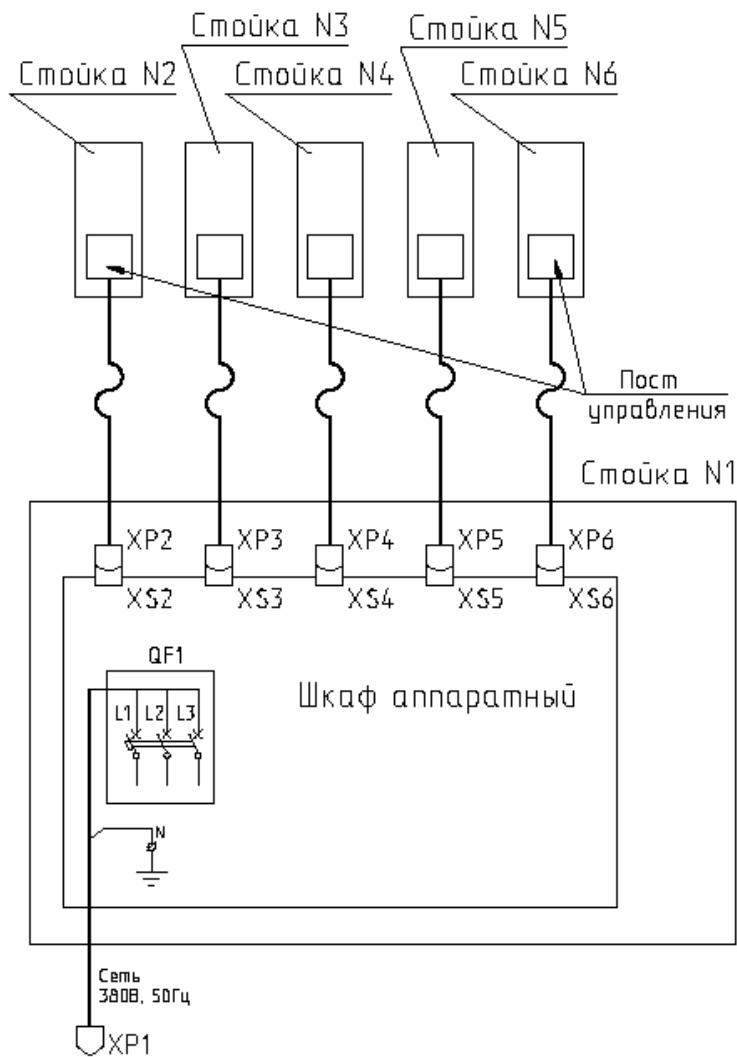 Стойка N3
Стойка N5
Стойка N2
Стойка N4
Стойка N6
Пост
управления
Стойка N1
XP2
XP3
XP4
XP5
XP6
XS2
XS3
XS4
XS5
XS6
QF1
Шкаф аппаратный
L1
L2
L3
N
Сеть
380В, 50Гц
XP1